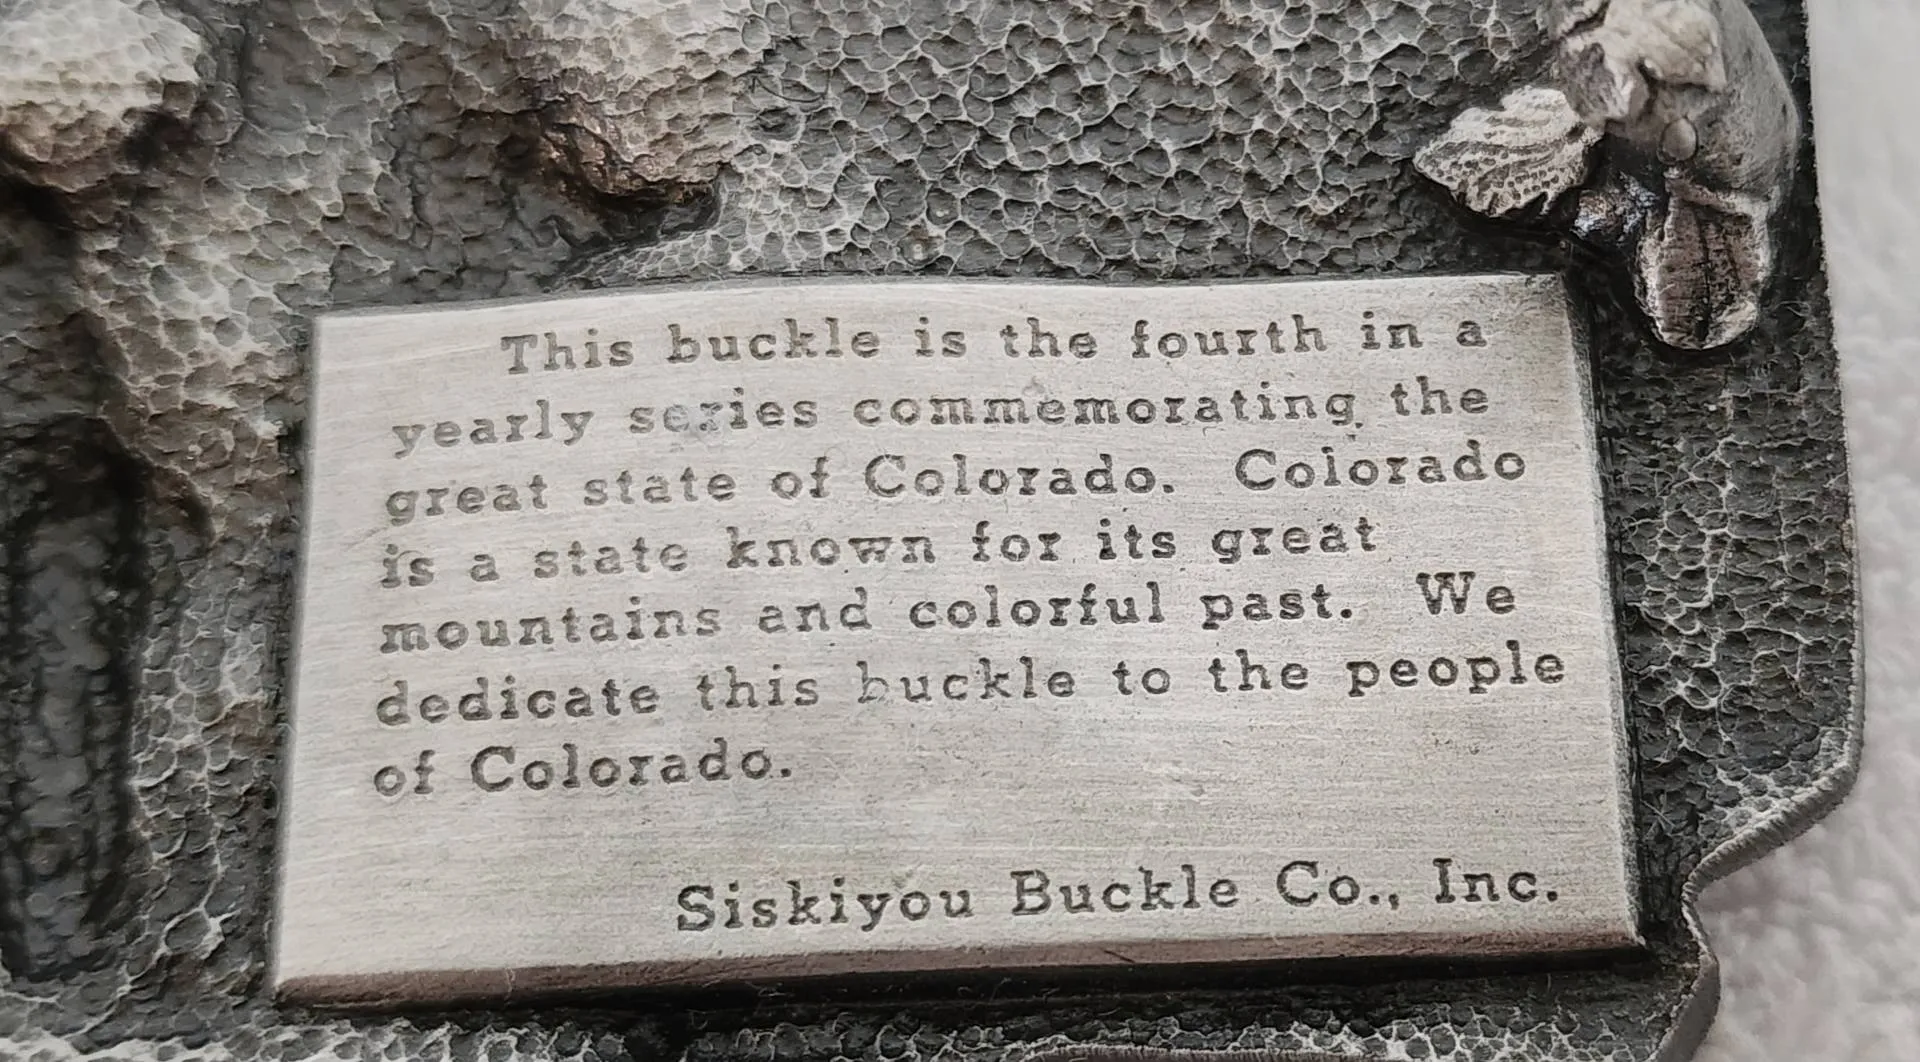 This buckle is the fourth in a
yearly series commemorating the
great state of Colorado. Colorado
is a state known for its great
mountains and colorful past. We
dedicate this buckle to the people
of Colorado.
Siskiyou Buckle Co., Inc.